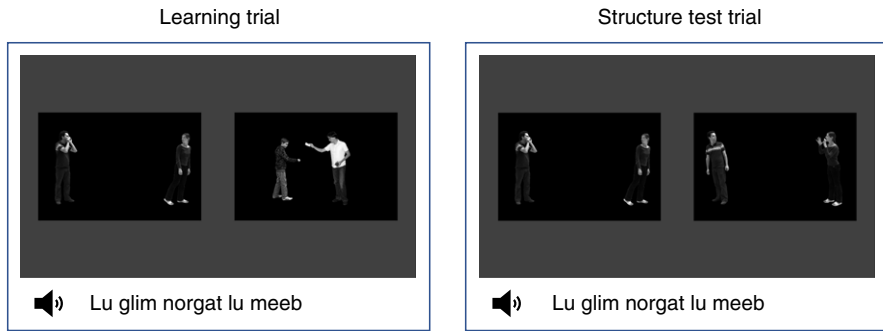 Learning trial
Structure test trial
Lu glim norgat lu meeb
Lu glim norgat lu meeb